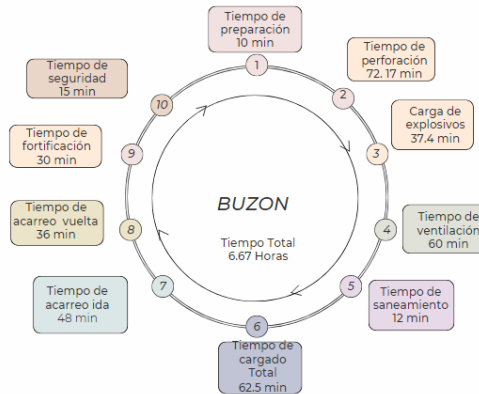 Tiempo de
preparación
10 min
1
Tiempo de
perforación
72.17 min
2
Carga de
explosivos
37.4 min
3
Tiempo de
ventilación
60 min
4
Tiempo de
saneamiento
12 min
5
Tiempo de
cargado
Total
62.5 min
6
Tiempo de
acarreo ida
48 min
7
Tiempo de
acarreo vuelta
36 min
8
Tiempo de
fortificación
30 min
9
Tiempo de
seguridad
15 min
10
BUZON
Tiempo Total
6.67 Horas